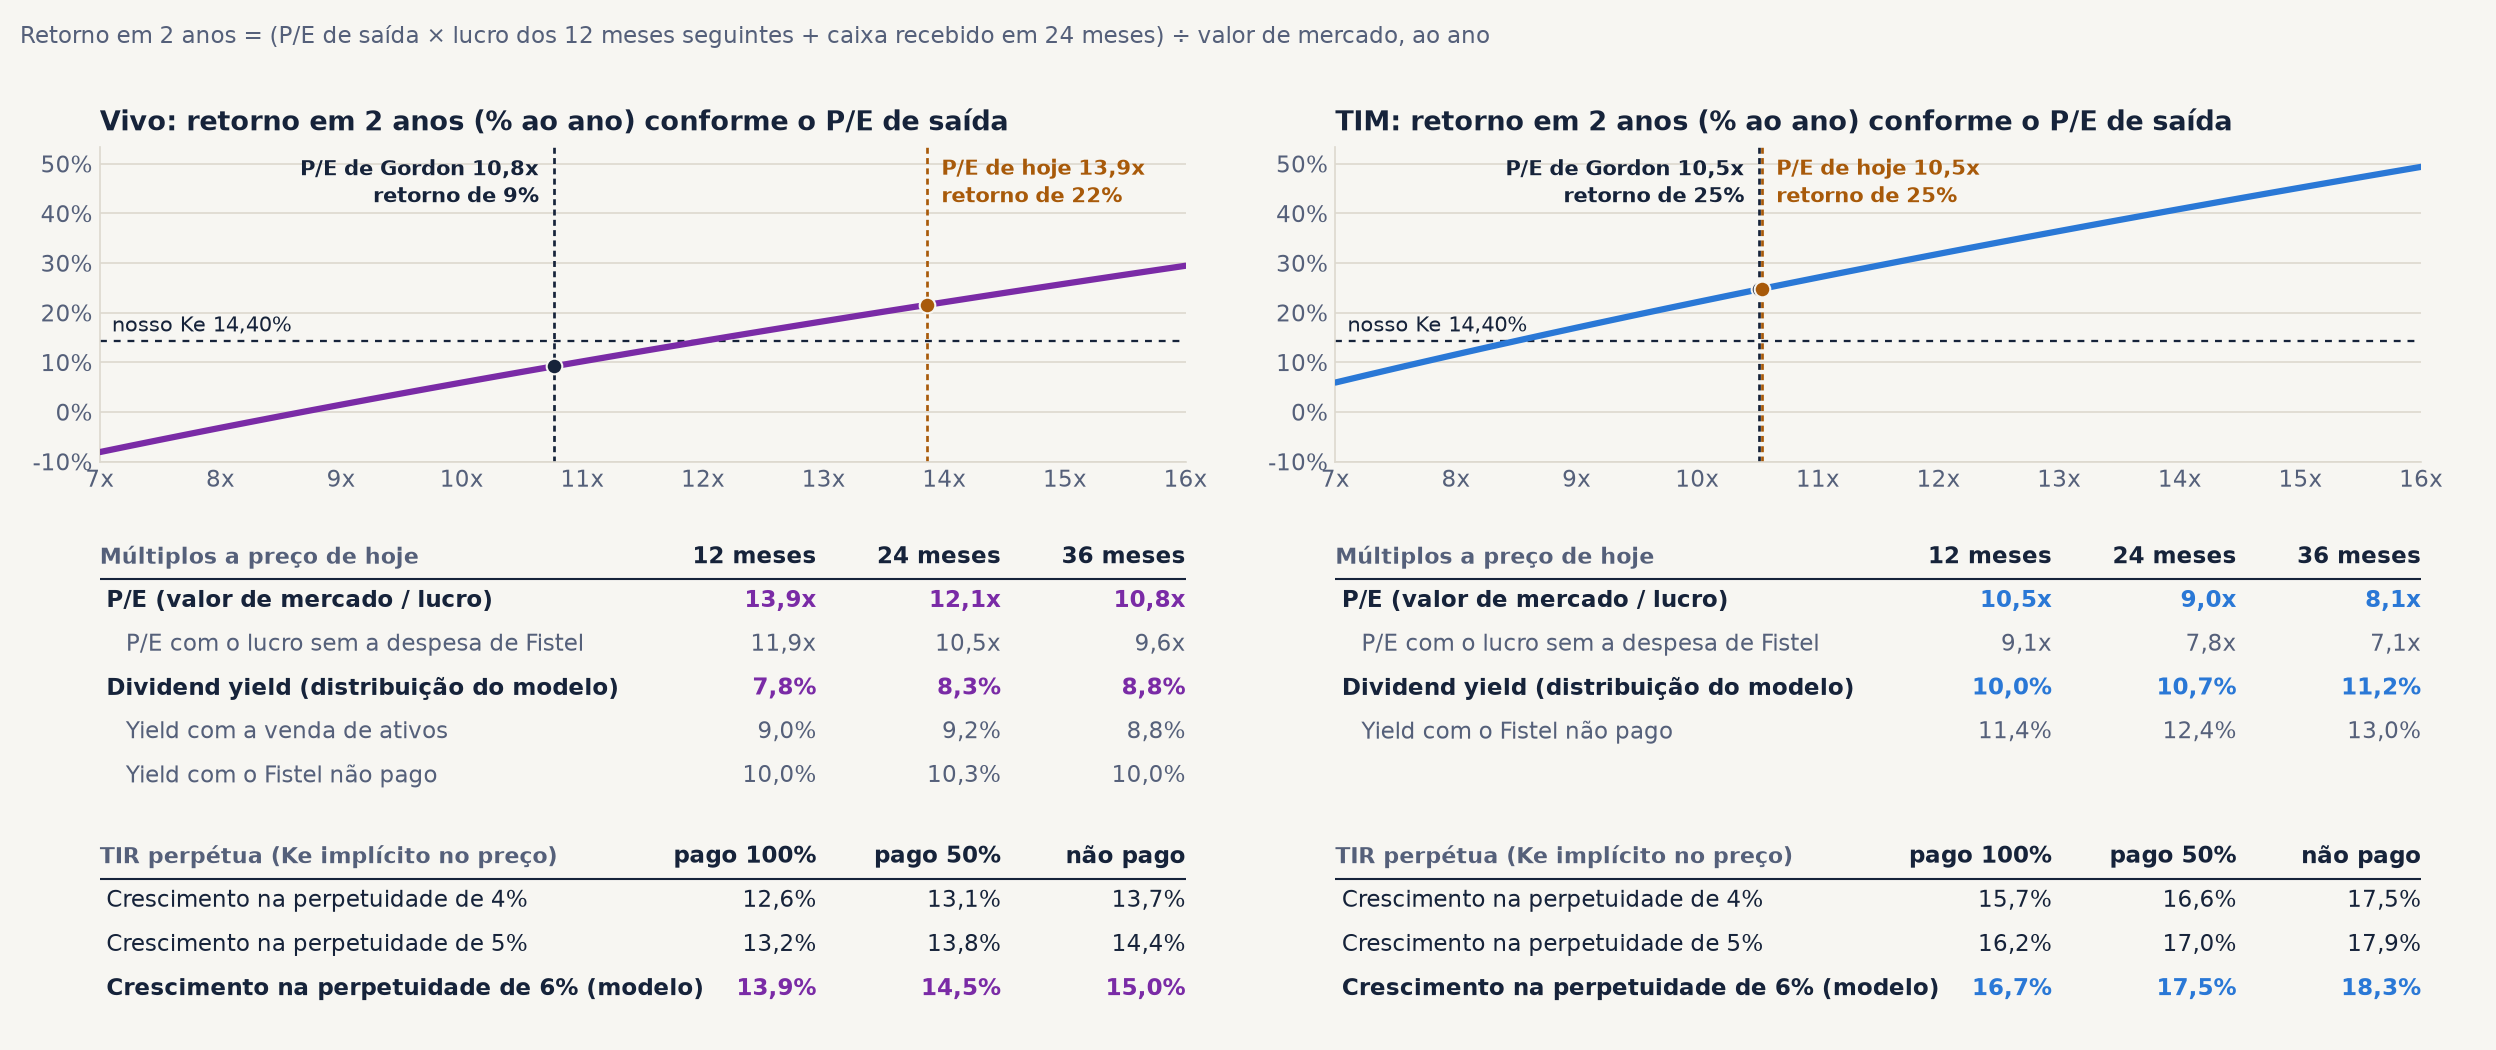 Retorno em 2 anos = (P/E de saída × lucro dos 12 meses seguintes + caixa recebido em 24 meses) ÷ valor de mercado, ao ano
Vivo: retorno em 2 anos (% ao ano) conforme o P/E de saída
50%
40%
30%
20%
10%
0%
-10%
P/E de Gordon 10,8x
retorno de 9%
P/E de hoje 13,9x
retorno de 22%
nosso Ke 14,40%
7x 8x 9x 10x 11x 12x 13x 14x 15x 16x
Múltiplos a preço de hoje 12 meses 24 meses 36 meses
P/E (valor de mercado / lucro) 13,9x 12,1x 10,8x
P/E com o lucro sem a despesa de Fistel 11,9x 10,5x 9,6x
Dividend yield (distribuição do modelo) 7,8% 8,3% 8,8%
Yield com a venda de ativos 9,0% 9,2% 8,8%
Yield com o Fistel não pago 10,0% 10,3% 10,0%
TIR perpétua (Ke implícito no preço) pago 100% pago 50% não pago
Crescimento na perpetuidade de 4% 12,6% 13,1% 13,7%
Crescimento na perpetuidade de 5% 13,2% 13,8% 14,4%
Crescimento na perpetuidade de 6% (modelo) 13,9% 14,5% 15,0%
TIM: retorno em 2 anos (% ao ano) conforme o P/E de saída
50%
40%
30%
20%
10%
0%
-10%
P/E de Gordon 10,5x
retorno de 25%
P/E de hoje 10,5x
retorno de 25%
nosso Ke 14,40%
7x 8x 9x 10x 11x 12x 13x 14x 15x 16x
Múltiplos a preço de hoje 12 meses 24 meses 36 meses
P/E (valor de mercado / lucro) 10,5x 9,0x 8,1x
P/E com o lucro sem a despesa de Fistel 9,1x 7,8x 7,1x
Dividend yield (distribuição do modelo) 10,0% 10,7% 11,2%
Yield com o Fistel não pago 11,4% 12,4% 13,0%
TIR perpétua (Ke implícito no preço) pago 100% pago 50% não pago
Crescimento na perpetuidade de 4% 15,7% 16,6% 17,5%
Crescimento na perpetuidade de 5% 16,2% 17,0% 17,9%
Crescimento na perpetuidade de 6% (modelo) 16,7% 17,5% 18,3%